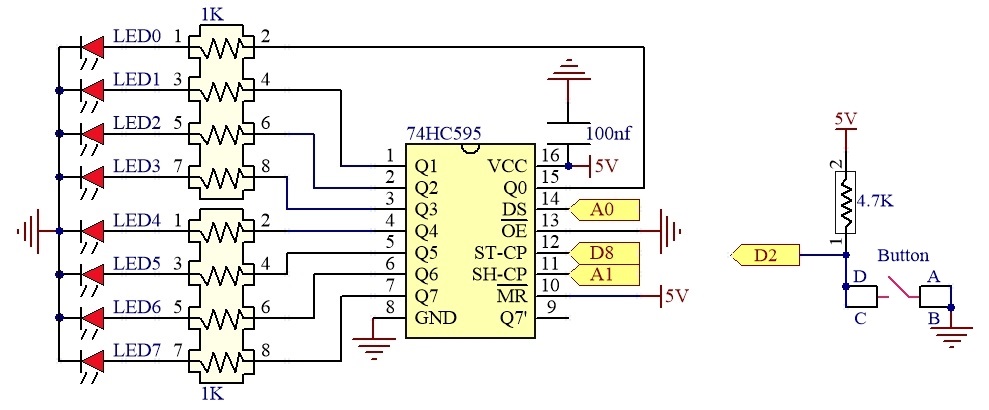 1K
LED0 1 2
LED1 3 4
LED2 5 6
LED3 7 8
LED4 1 2
LED5 3 4
LED6 5 6
LED7 7 8
1K
74HC595
100nf
1 Q1 VCC 16 5V
2 Q2 Q0 15
3 Q3 DS 14 A0
4 Q4 OE 13
5 Q5 ST-CP 12 D8
6 Q6 SH-CP 11 A1
7 Q7 MR 10 5V
8 GND Q7' 9
5V
2
4.7K
1
D2
Button
D A
C B